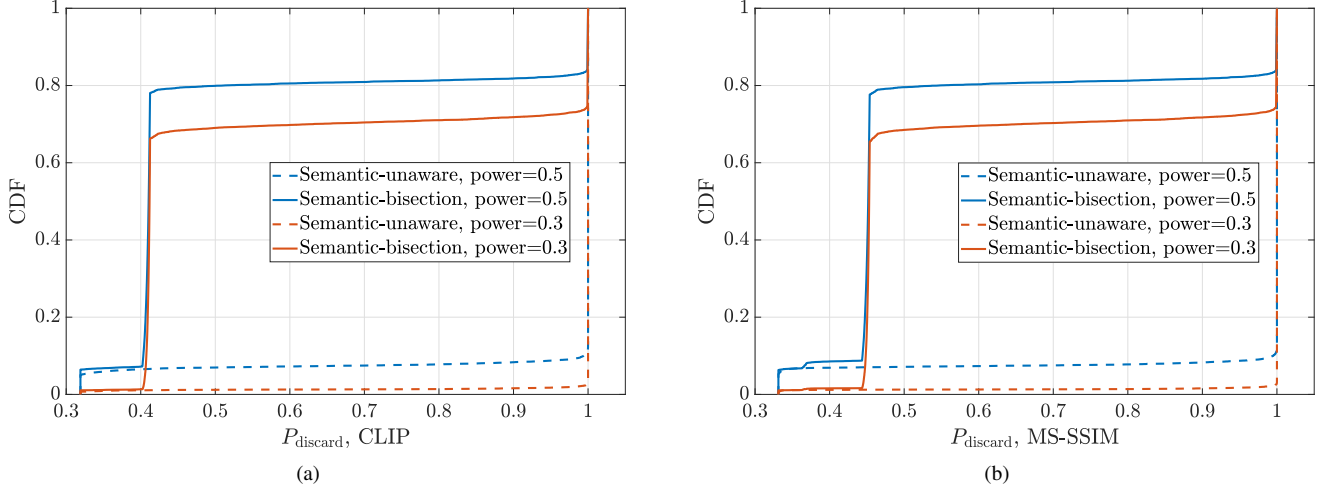 1
0.8
0.6
0.4
0.2
0
CDF
Semantic-unaware, power=0.5
Semantic-bisection, power=0.5
Semantic-unaware, power=0.3
Semantic-bisection, power=0.3
0.3 0.4 0.5 0.6 0.7 0.8 0.9 1
P_discard, CLIP
(a)
1
0.8
0.6
0.4
0.2
0
CDF
Semantic-unaware, power=0.5
Semantic-bisection, power=0.5
Semantic-unaware, power=0.3
Semantic-bisection, power=0.3
0.3 0.4 0.5 0.6 0.7 0.8 0.9 1
P_discard, MS-SSIM
(b)